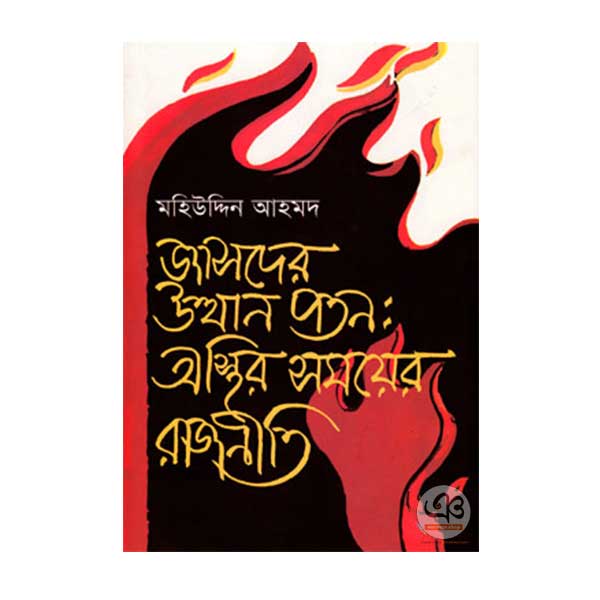 মহিউদ্দিন আহমদ
জাসদের
উত্থান পতন:
অস্থির সময়ের
রাজনীতি